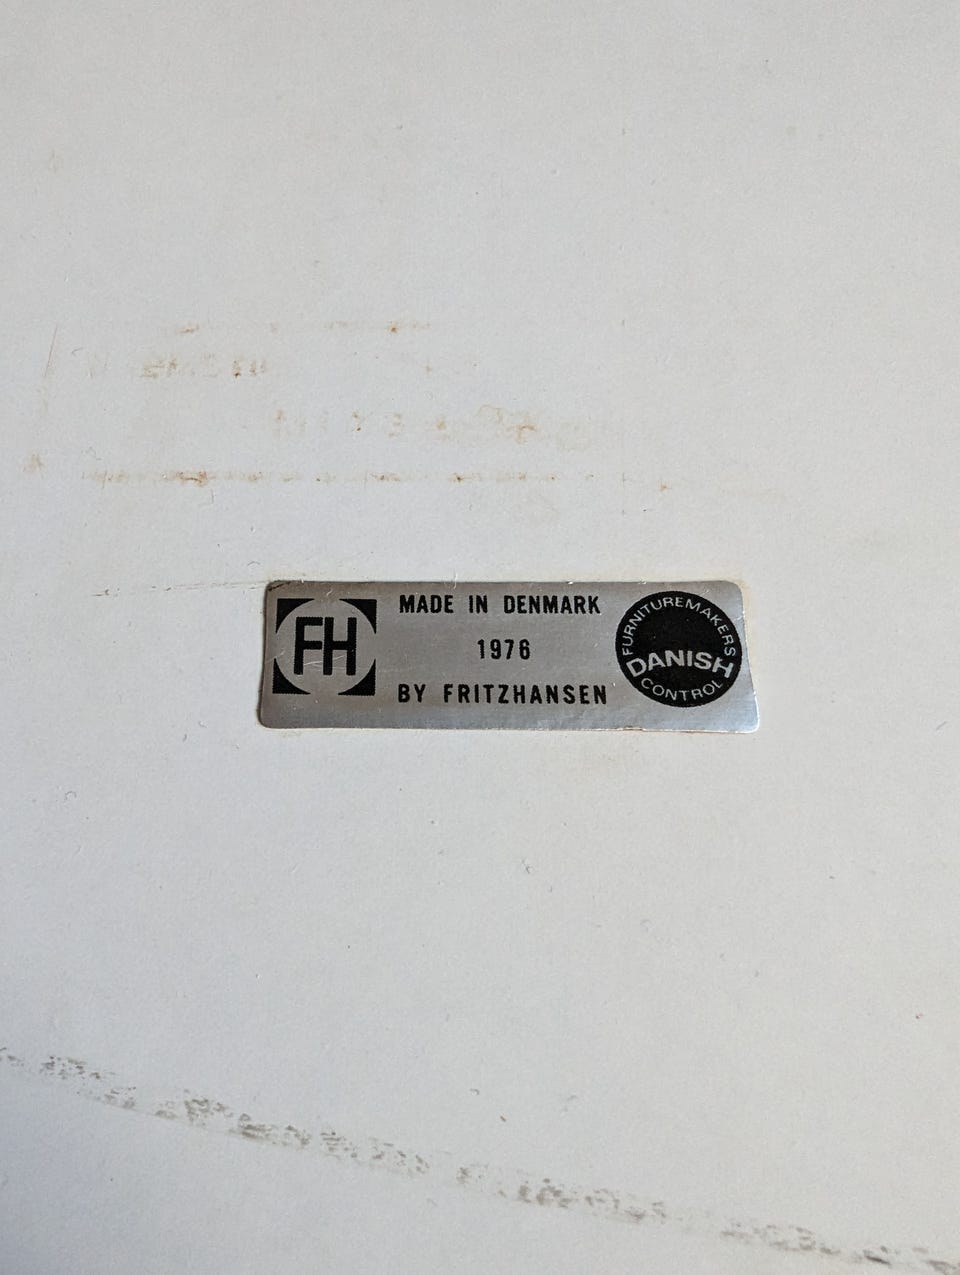 FH
MADE IN DENMARK
1976
BY FRITZHANSEN
FURNITUREMAKERS
DANISH
CONTROL